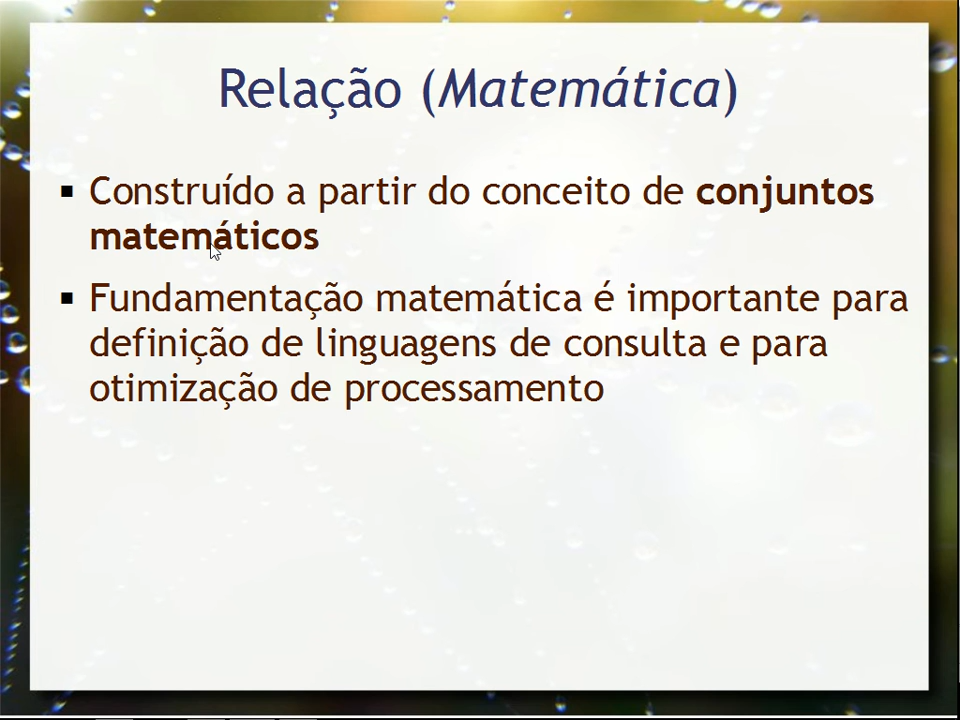 Relação (Matemática)
▪ Construído a partir do conceito de conjuntos
matemáticos
▪ Fundamentação matemática é importante para
definição de linguagens de consulta e para
otimização de processamento